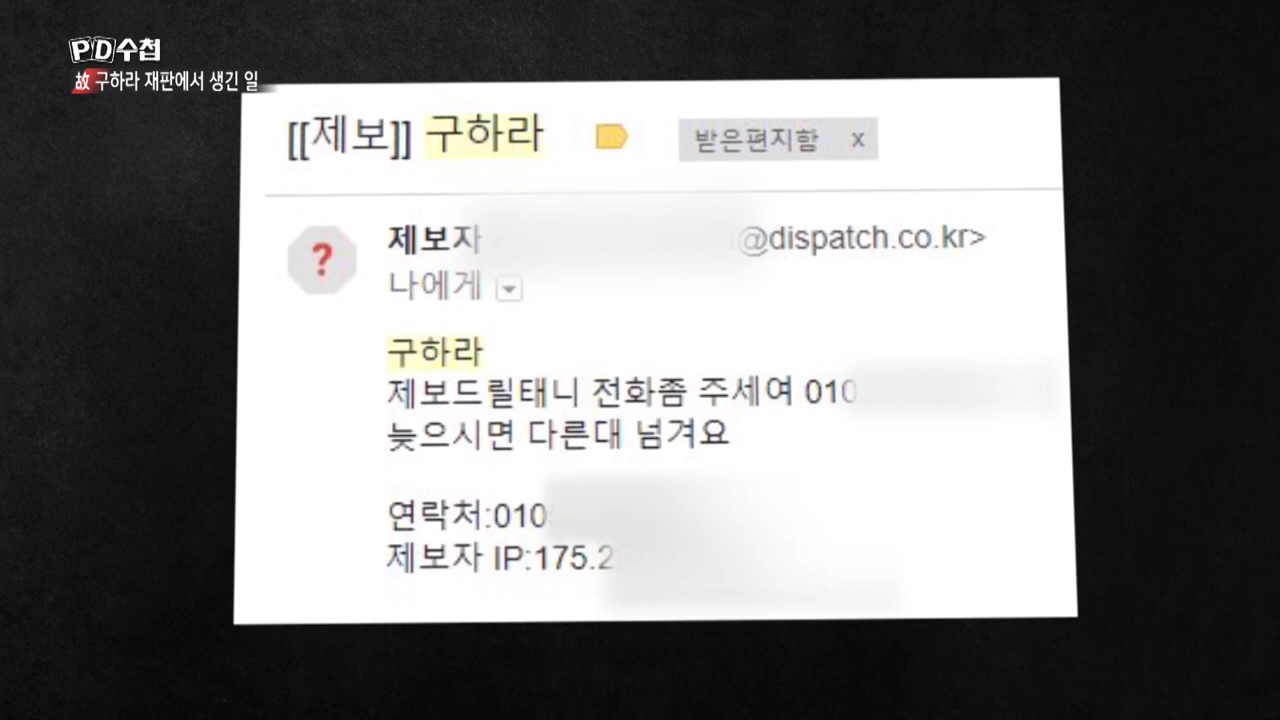 PD수첩
故 구하라 재판에서 생긴 일
[[제보]] 구하라 받은편지함 x
?
제보자 @dispatch.co.kr>
나에게
구하라
제보드릴태니 전화좀 주세여 010
늦으시면 다른대 넘겨요
연락처:010
제보자 IP:175.2